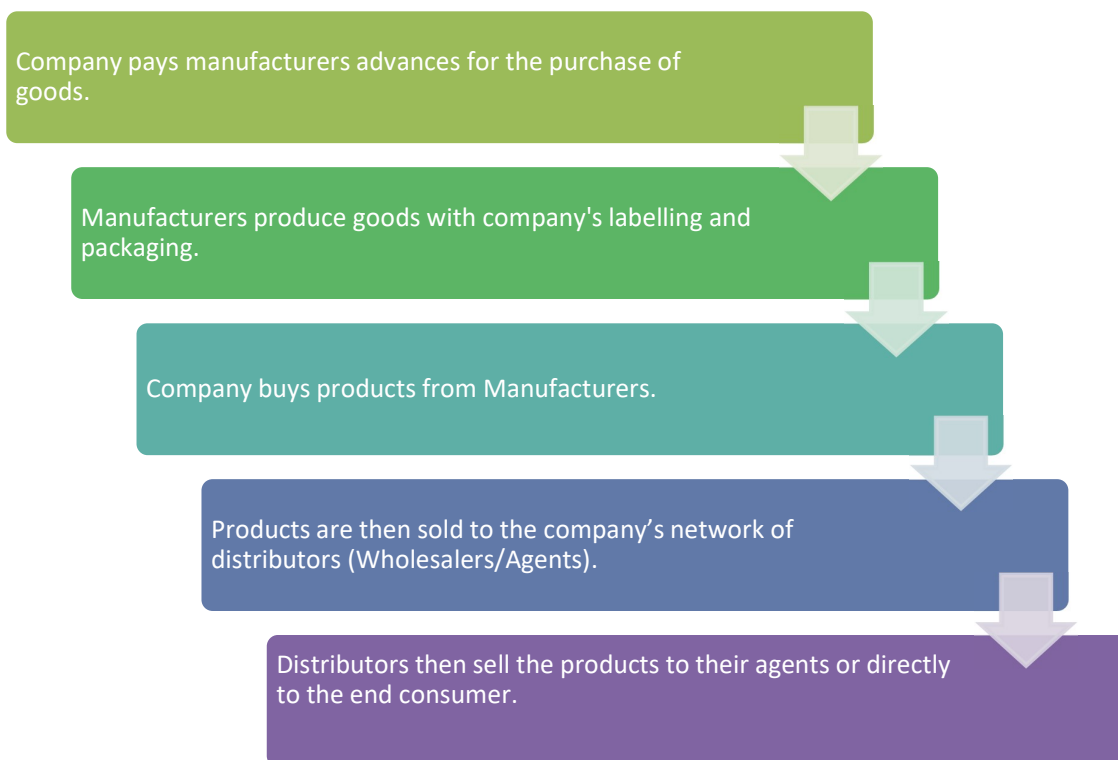 Company pays manufacturers advances for the purchase of
goods.
Manufacturers produce goods with company's labelling and
packaging.
Company buys products from Manufacturers.
Products are then sold to the company’s network of
distributors (Wholesalers/Agents).
Distributors then sell the products to their agents or directly
to the end consumer.